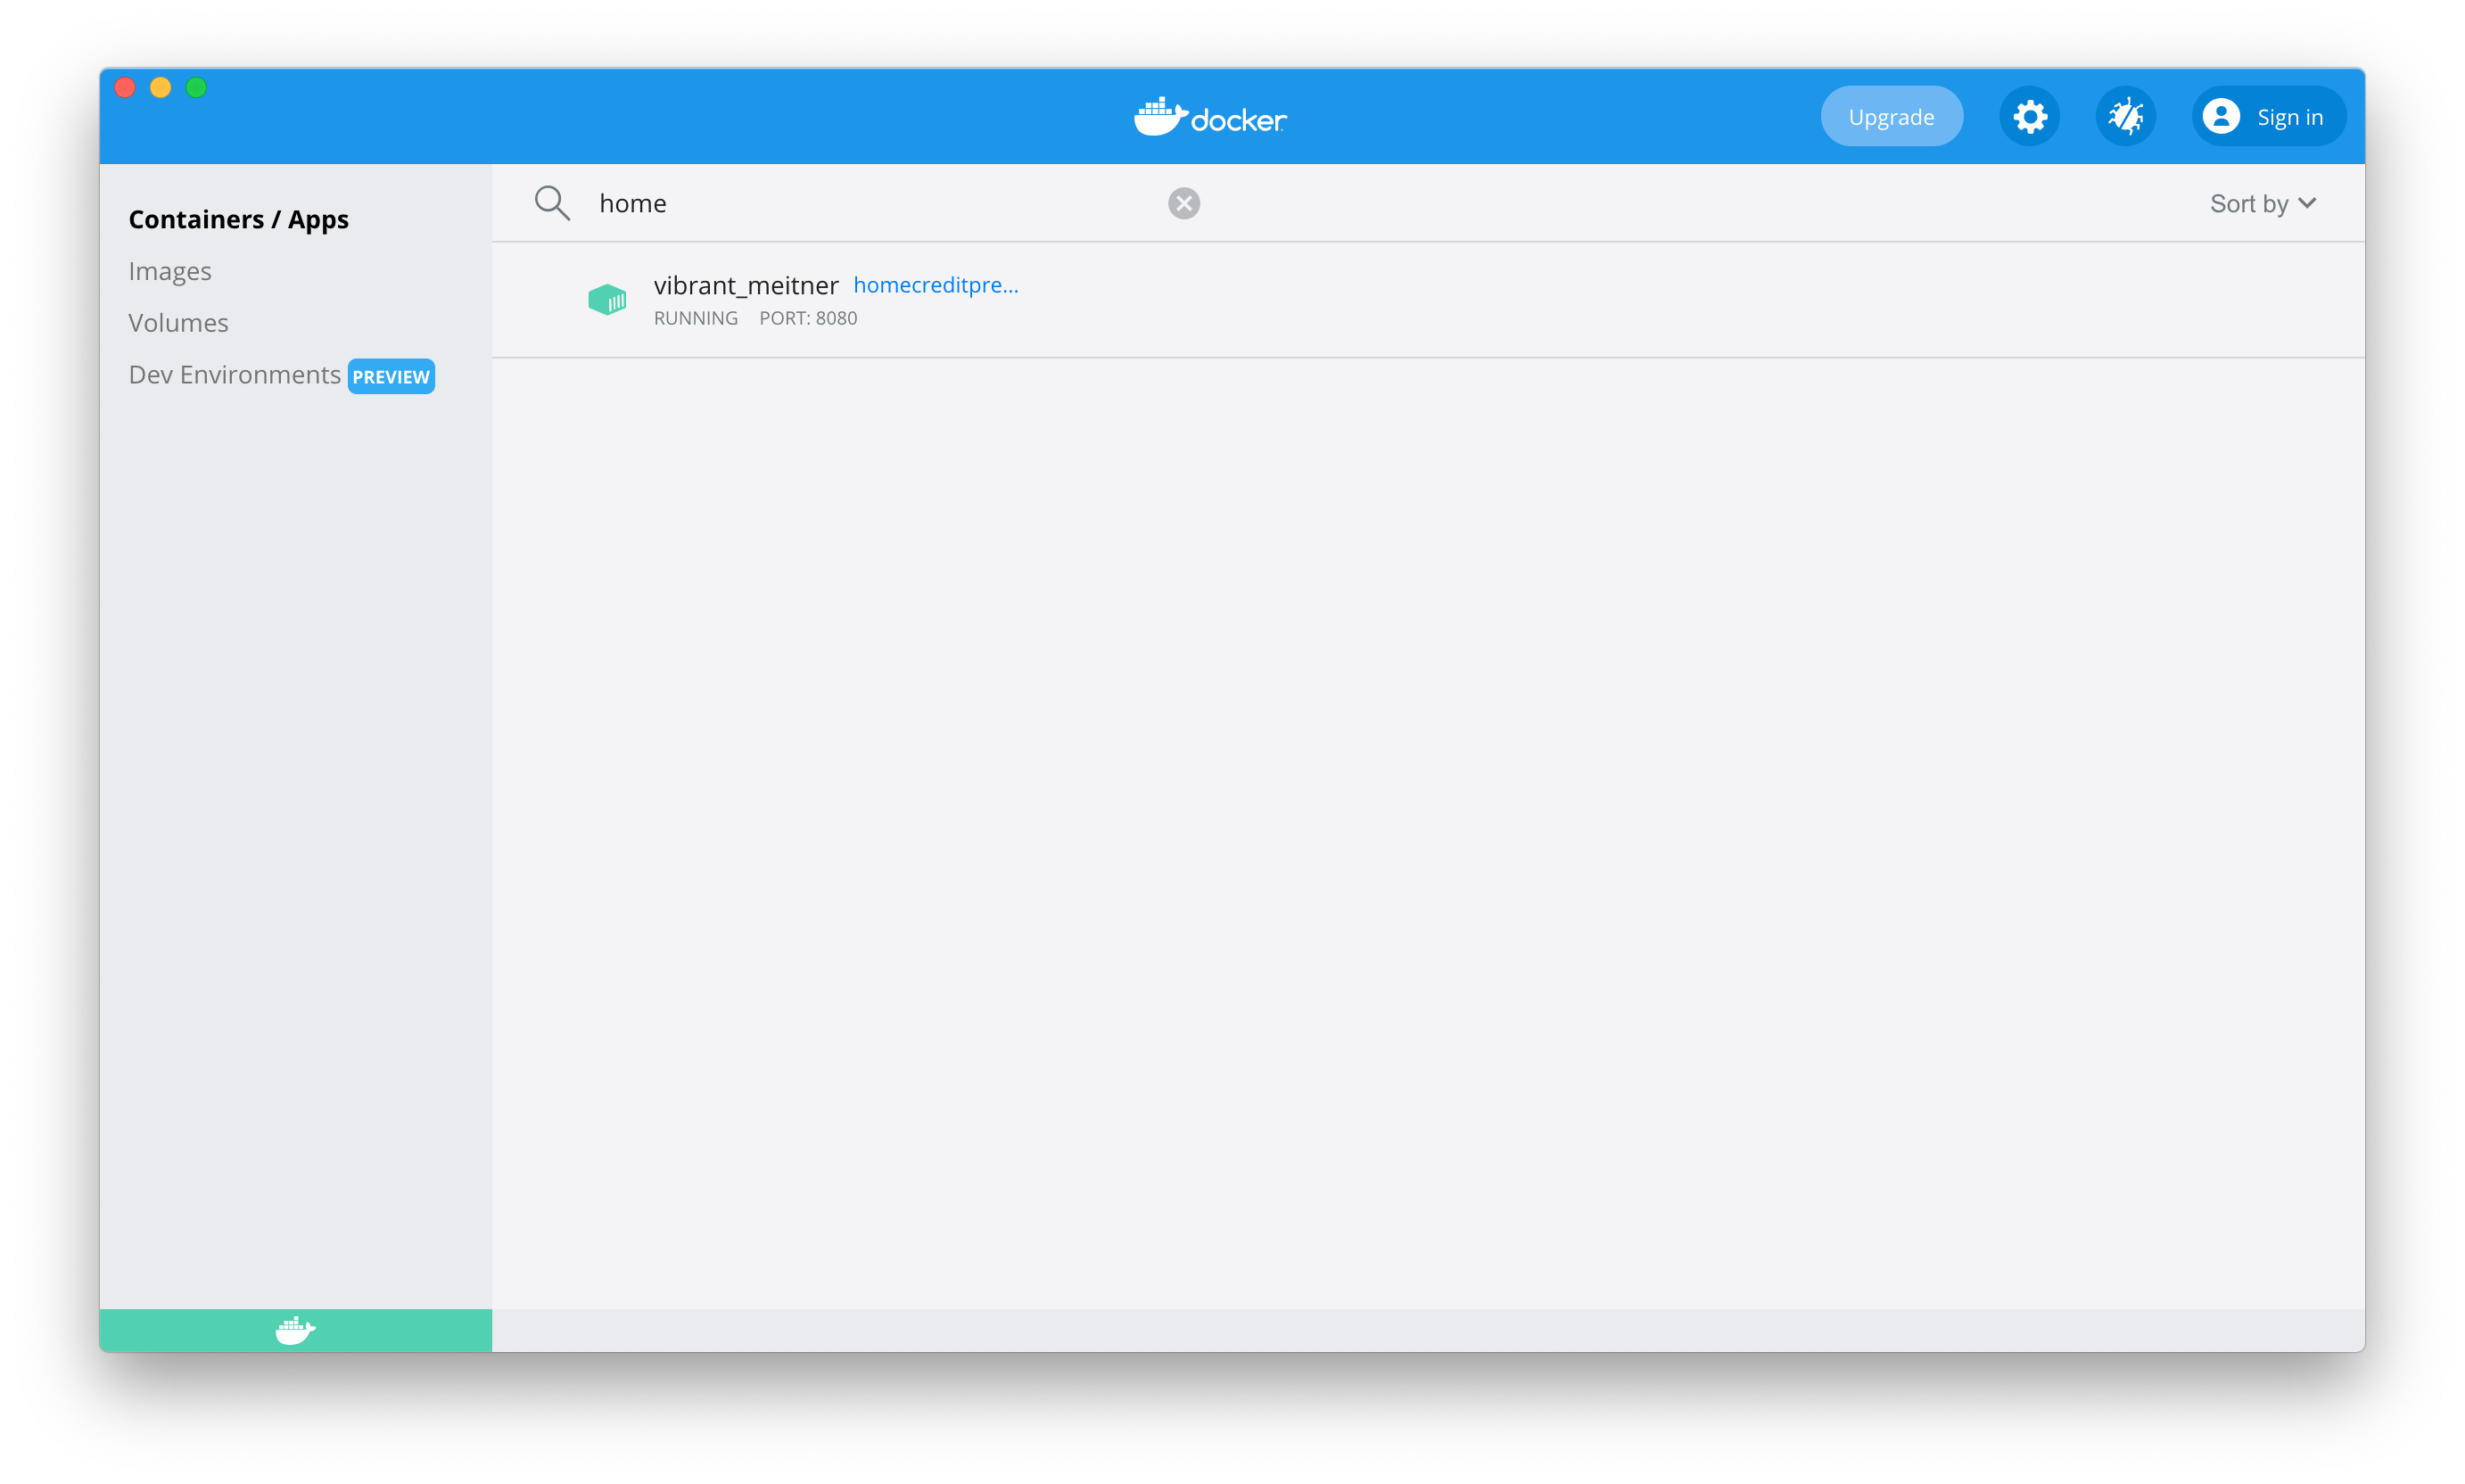 docker
Upgrade
Sign in
Containers / Apps
Images
Volumes
Dev Environments PREVIEW
home
Sort by
vibrant_meitner homecreditpre...
RUNNING PORT: 8080